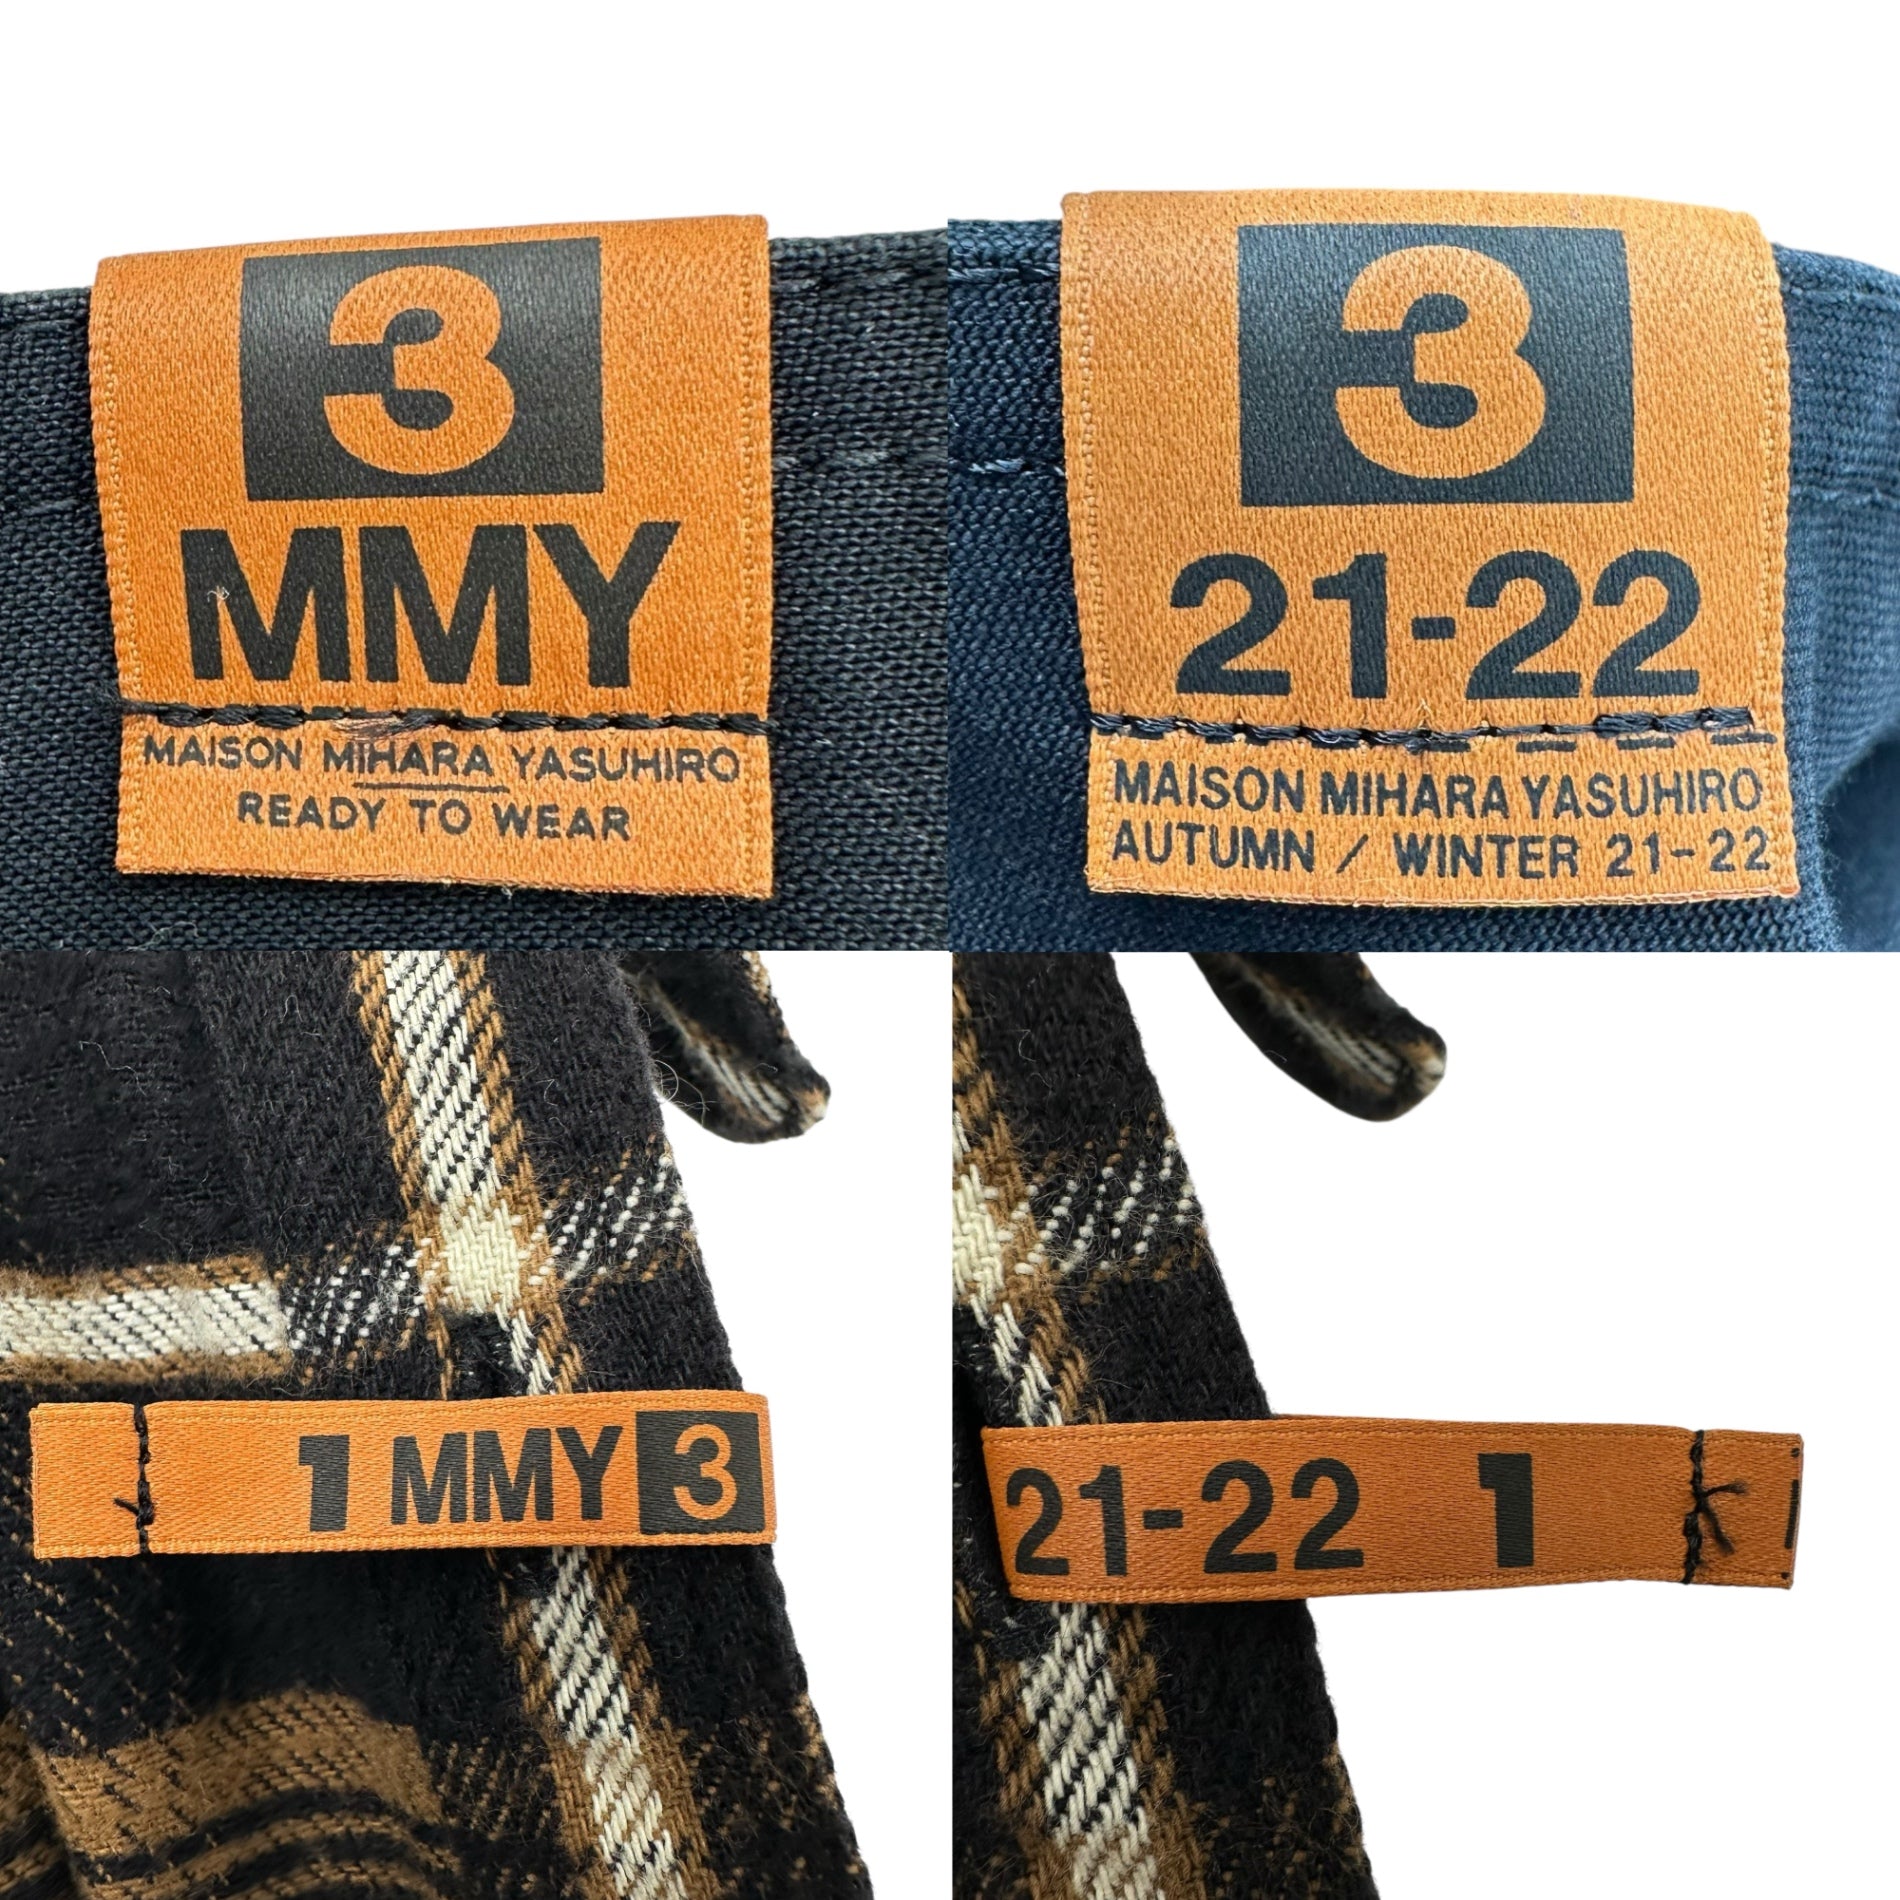 3
MMY
MAISON MIHARA YASUHIRO
READY TO WEAR
3
21-22
MAISON MIHARA YASUHIRO
AUTUMN / WINTER 21-22
1 MMY 3
21-22 1